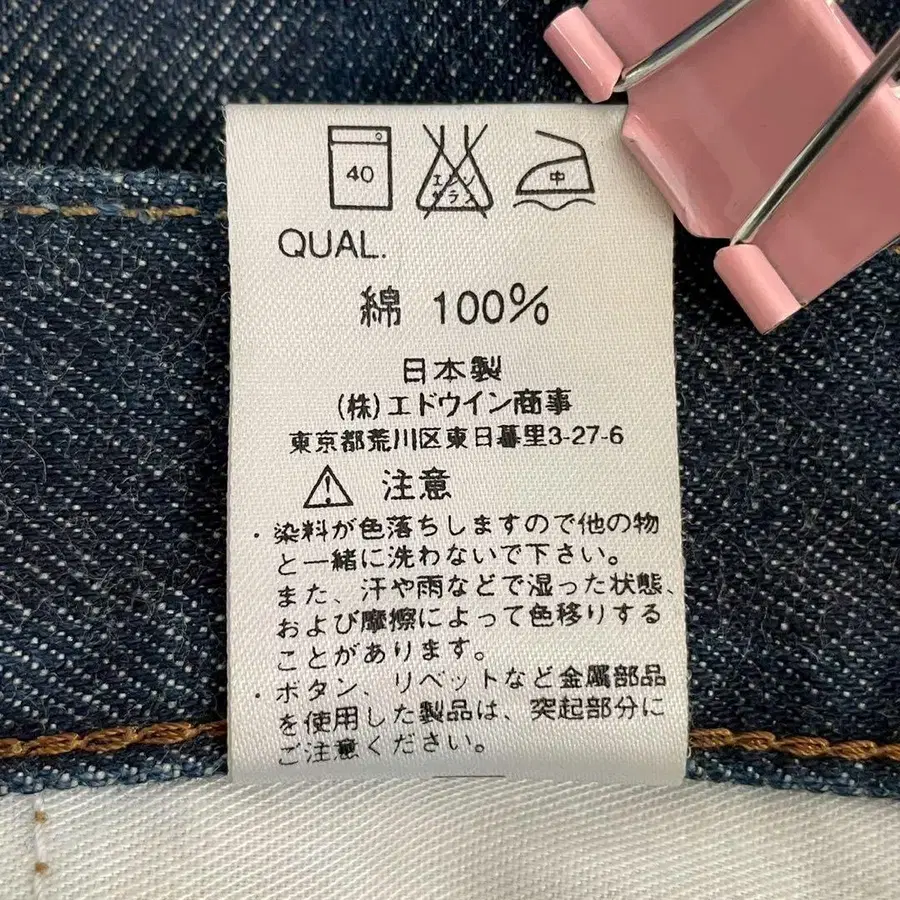 40
エンソ
サラシ
中
QUAL.
綿 100%
日本製
(株)エドウイン商事
東京都荒川区東日暮里3-27-6
注意
・染料が色落ちしますので他の物
と一緒に洗わないで下さい。
また、汗や雨などで湿った状態、
および摩擦によって色移りする
ことがあります。
・ボタン、リベットなど金属部品
を使用した製品は、突起部分に
ご注意ください。